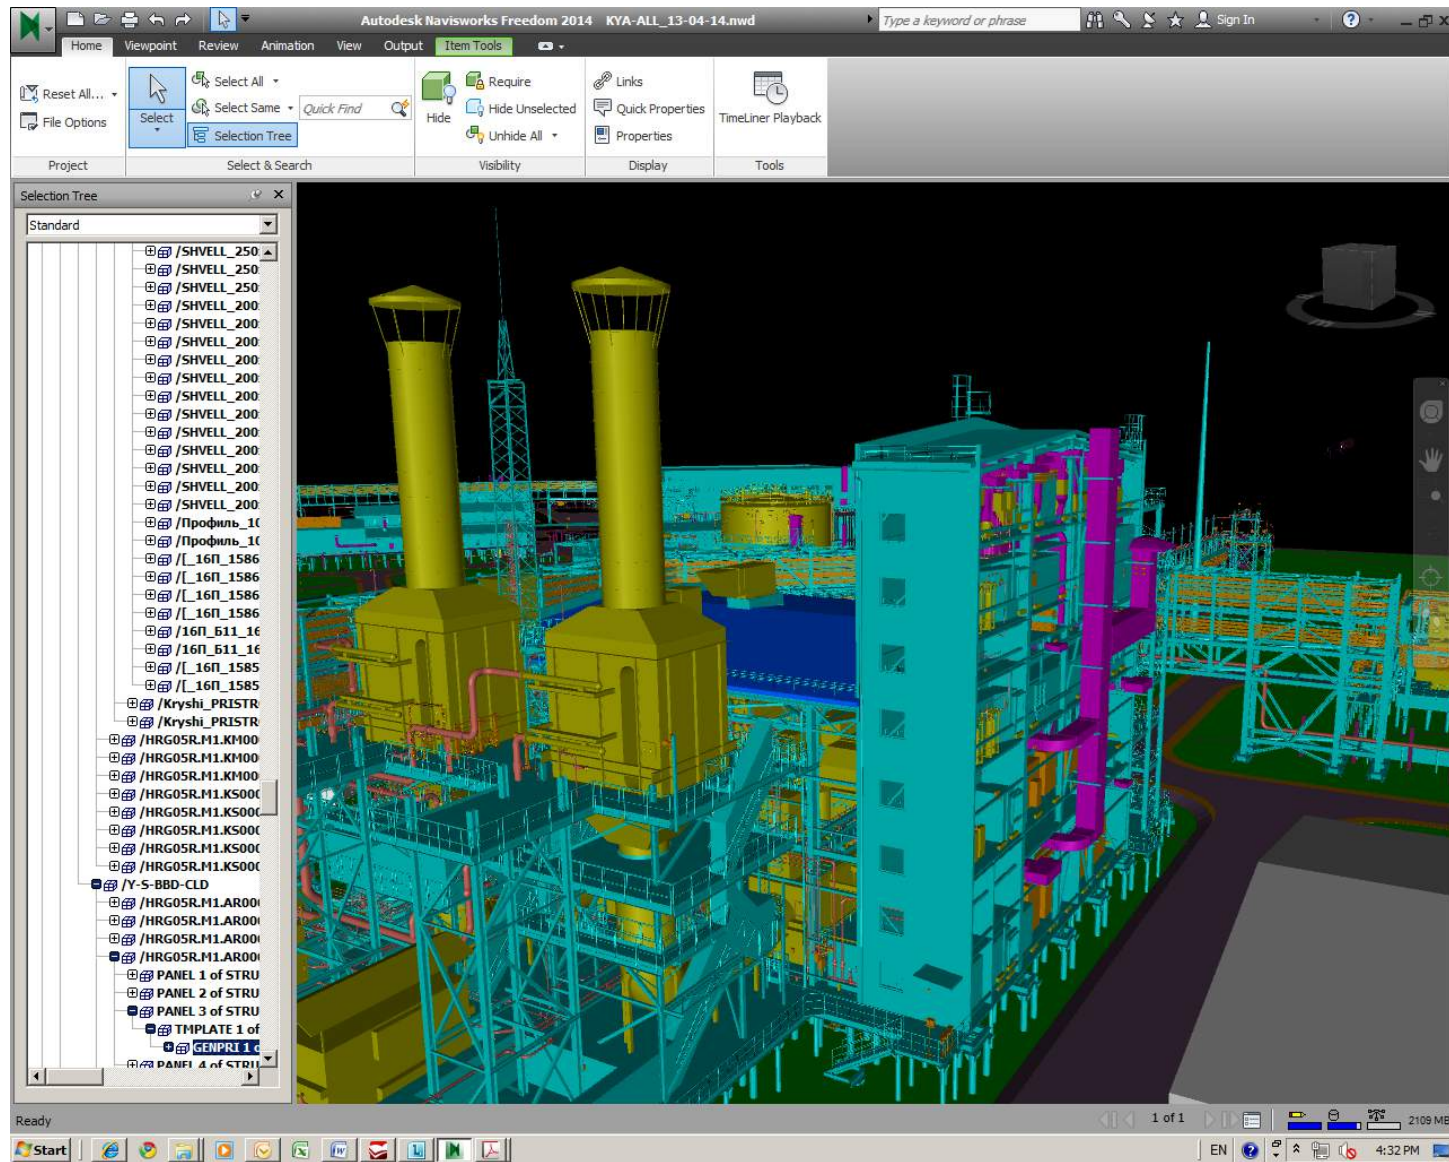 Autodesk Navisworks Freedom 2014 KYA-ALL_13-04-14.nwd
Type a keyword or phrase
Sign In
Home Viewpoint Review Animation View Output Item Tools
Reset All...
File Options
Select
Select All
Select Same
Quick Find
Selection Tree
Hide
Require
Hide Unselected
Unhide All
Links
Quick Properties
Properties
TimeLiner Playback
Project
Select & Search
Visibility
Display
Tools
Selection Tree
Standard
/SHVELL_250
/SHVELL_250
/SHVELL_250
/SHVELL_200
/SHVELL_200
/SHVELL_200
/SHVELL_200
/SHVELL_200
/SHVELL_200
/SHVELL_200
/SHVELL_200
/SHVELL_200
/SHVELL_200
/SHVELL_200
/SHVELL_200
/Профиль_10
/Профиль_10
/[_16П_1586
/[_16П_1586
/[_16П_1586
/[_16П_1586
/16П_Б11_16
/16П_Б11_16
/[_16П_1585
/[_16П_1585
/Kryshi_PRISTR
/Kryshi_PRISTR
/HRG05R.M1.KM00
/HRG05R.M1.KM00
/HRG05R.M1.KM00
/HRG05R.M1.KS000
/HRG05R.M1.KS000
/HRG05R.M1.KS000
/HRG05R.M1.KS000
/HRG05R.M1.KS000
/Y-S-BBD-CLD
/HRG05R.M1.AR00
/HRG05R.M1.AR00
/HRG05R.M1.AR00
/HRG05R.M1.AR00
PANEL 1 of STRU
PANEL 2 of STRU
PANEL 3 of STRU
TMPLATE 1 of
GENPRI 1
PANEL 4 of STRU
Ready
1 of 1
2109 MB
Start
EN
4:32 PM